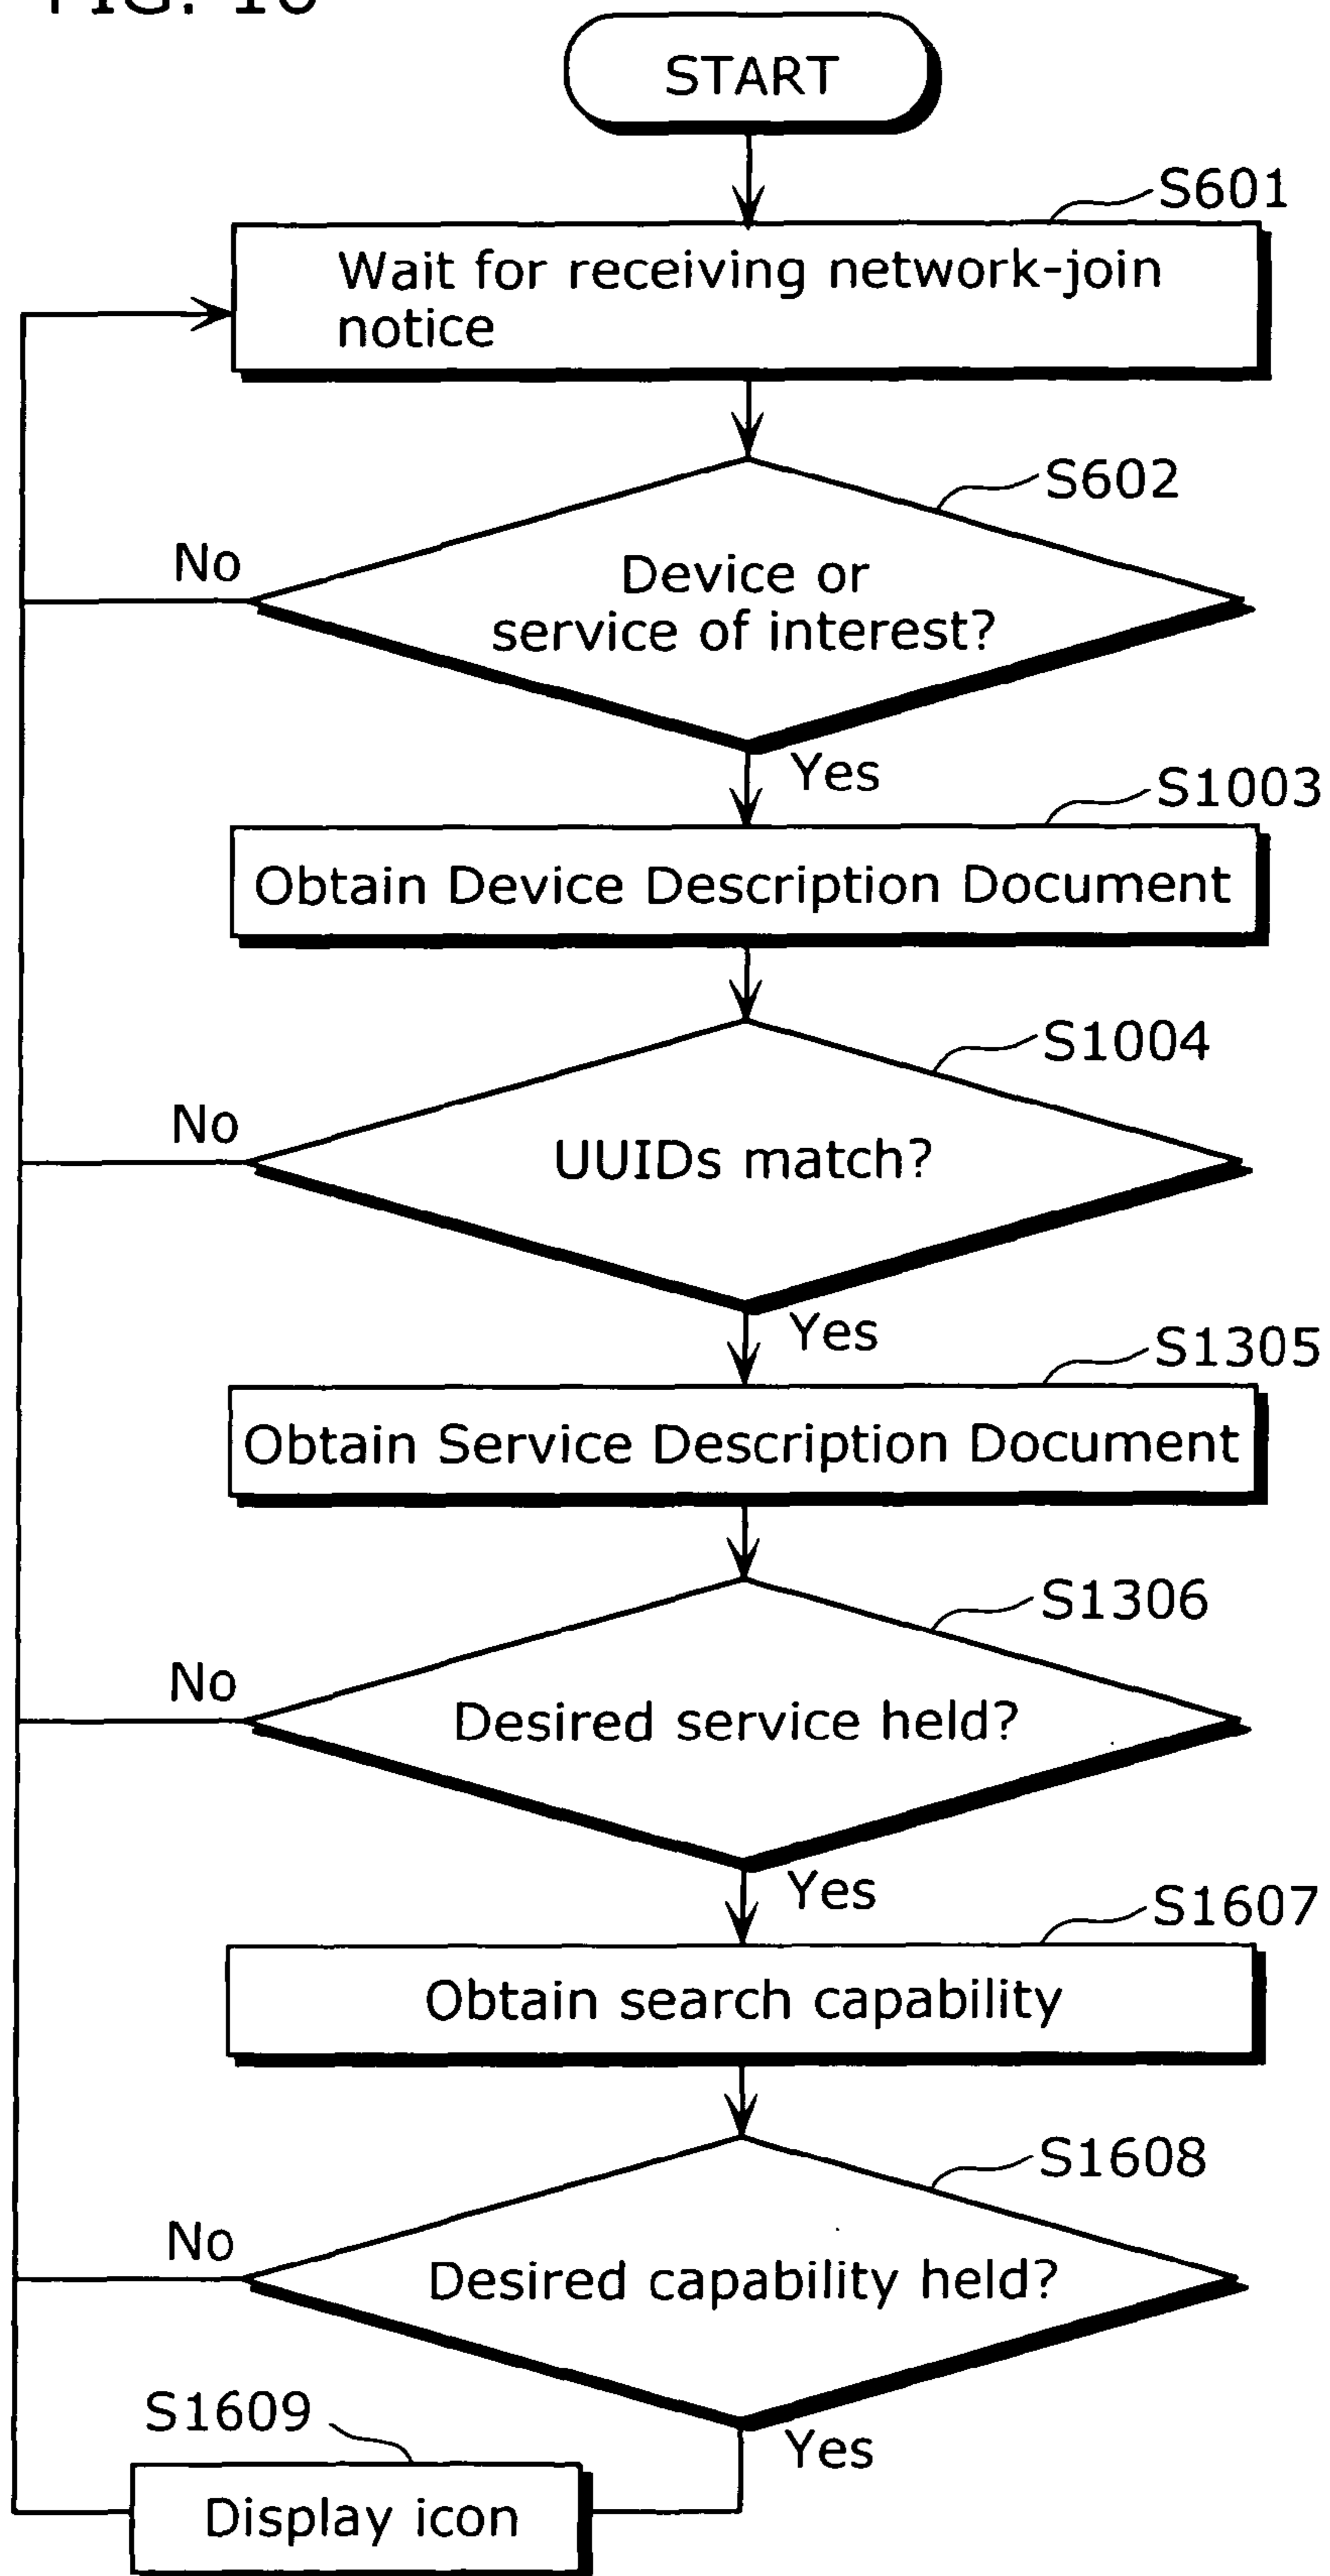 FIG. 16
START
S601
Wait for receiving network-join
notice
S602
No
Device or
service of interest?
Yes
S1003
Obtain Device Description Document
S1004
No
UUIDs match?
Yes
S1305
Obtain Service Description Document
S1306
No
Desired service held?
Yes
S1607
Obtain search capability
S1608
No
Desired capability held?
S1609
Yes
Display icon